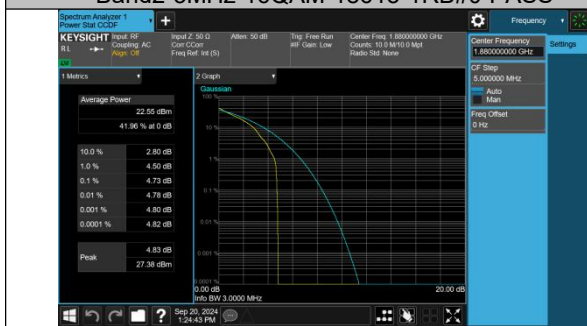 Spectrum Analyzer 1
Power Stat CCDF
Frequency
KEYSIGHT
Input: RF
Coupling: AC
Align: Off
Input Z: 50 Ω
Corr CCorr
Freq Ref: Int (S)
Atten: 50 dB
Trig: Free Run
#IF Gain: Low
Center Freq: 1.880000000 GHz
Counts: 10.0 M/10.0 Mpt
Radio Std: None
RL
Center Frequency
1.880000000 GHz
Settings
CF Step
5.000000 MHz
Auto
Man
Freq Offset
0 Hz
1 Metrics
Average Power
22.55 dBm
41.96 % at 0 dB
10.0 % 2.80 dB
1.0 % 4.50 dB
0.1 % 4.73 dB
0.01 % 4.78 dB
0.001 % 4.80 dB
0.0001 % 4.82 dB
Peak
4.83 dB
27.38 dBm
2 Graph
Gaussian
100 %
10 %
1 %
0.1 %
0.01 %
0.001 %
0.0001 %
0.00 dB
20.00 dB
Info BW 3.0000 MHz
Sep 20, 2024
1:24:43 PM